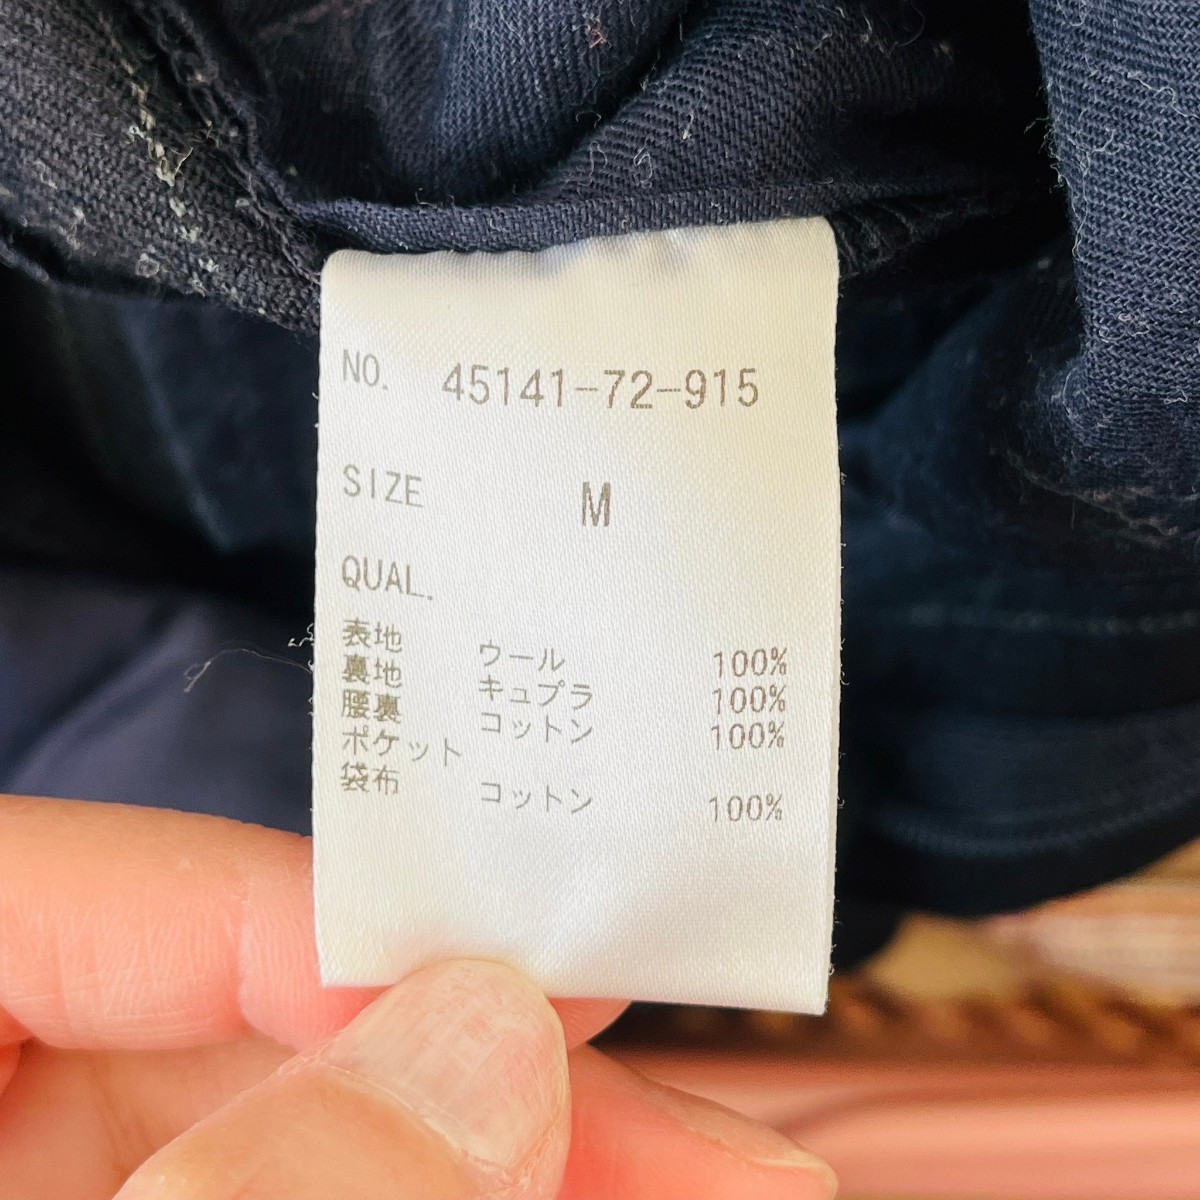 NO. 45141-72-915
SIZE M
QUAL.
表地 ウール 100%
裏地 キュプラ 100%
腰裏 コットン 100%
ポケット
袋布 コットン 100%